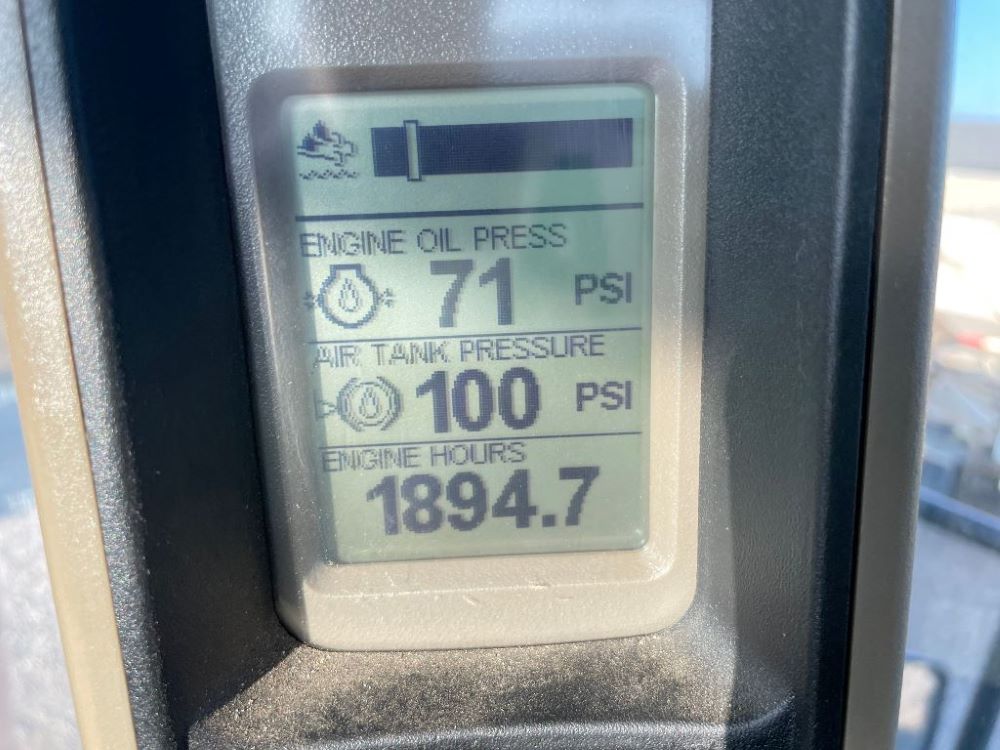 ENGINE OIL PRESS
71 PSI
AIR TANK PRESSURE
100 PSI
ENGINE HOURS
1894.7